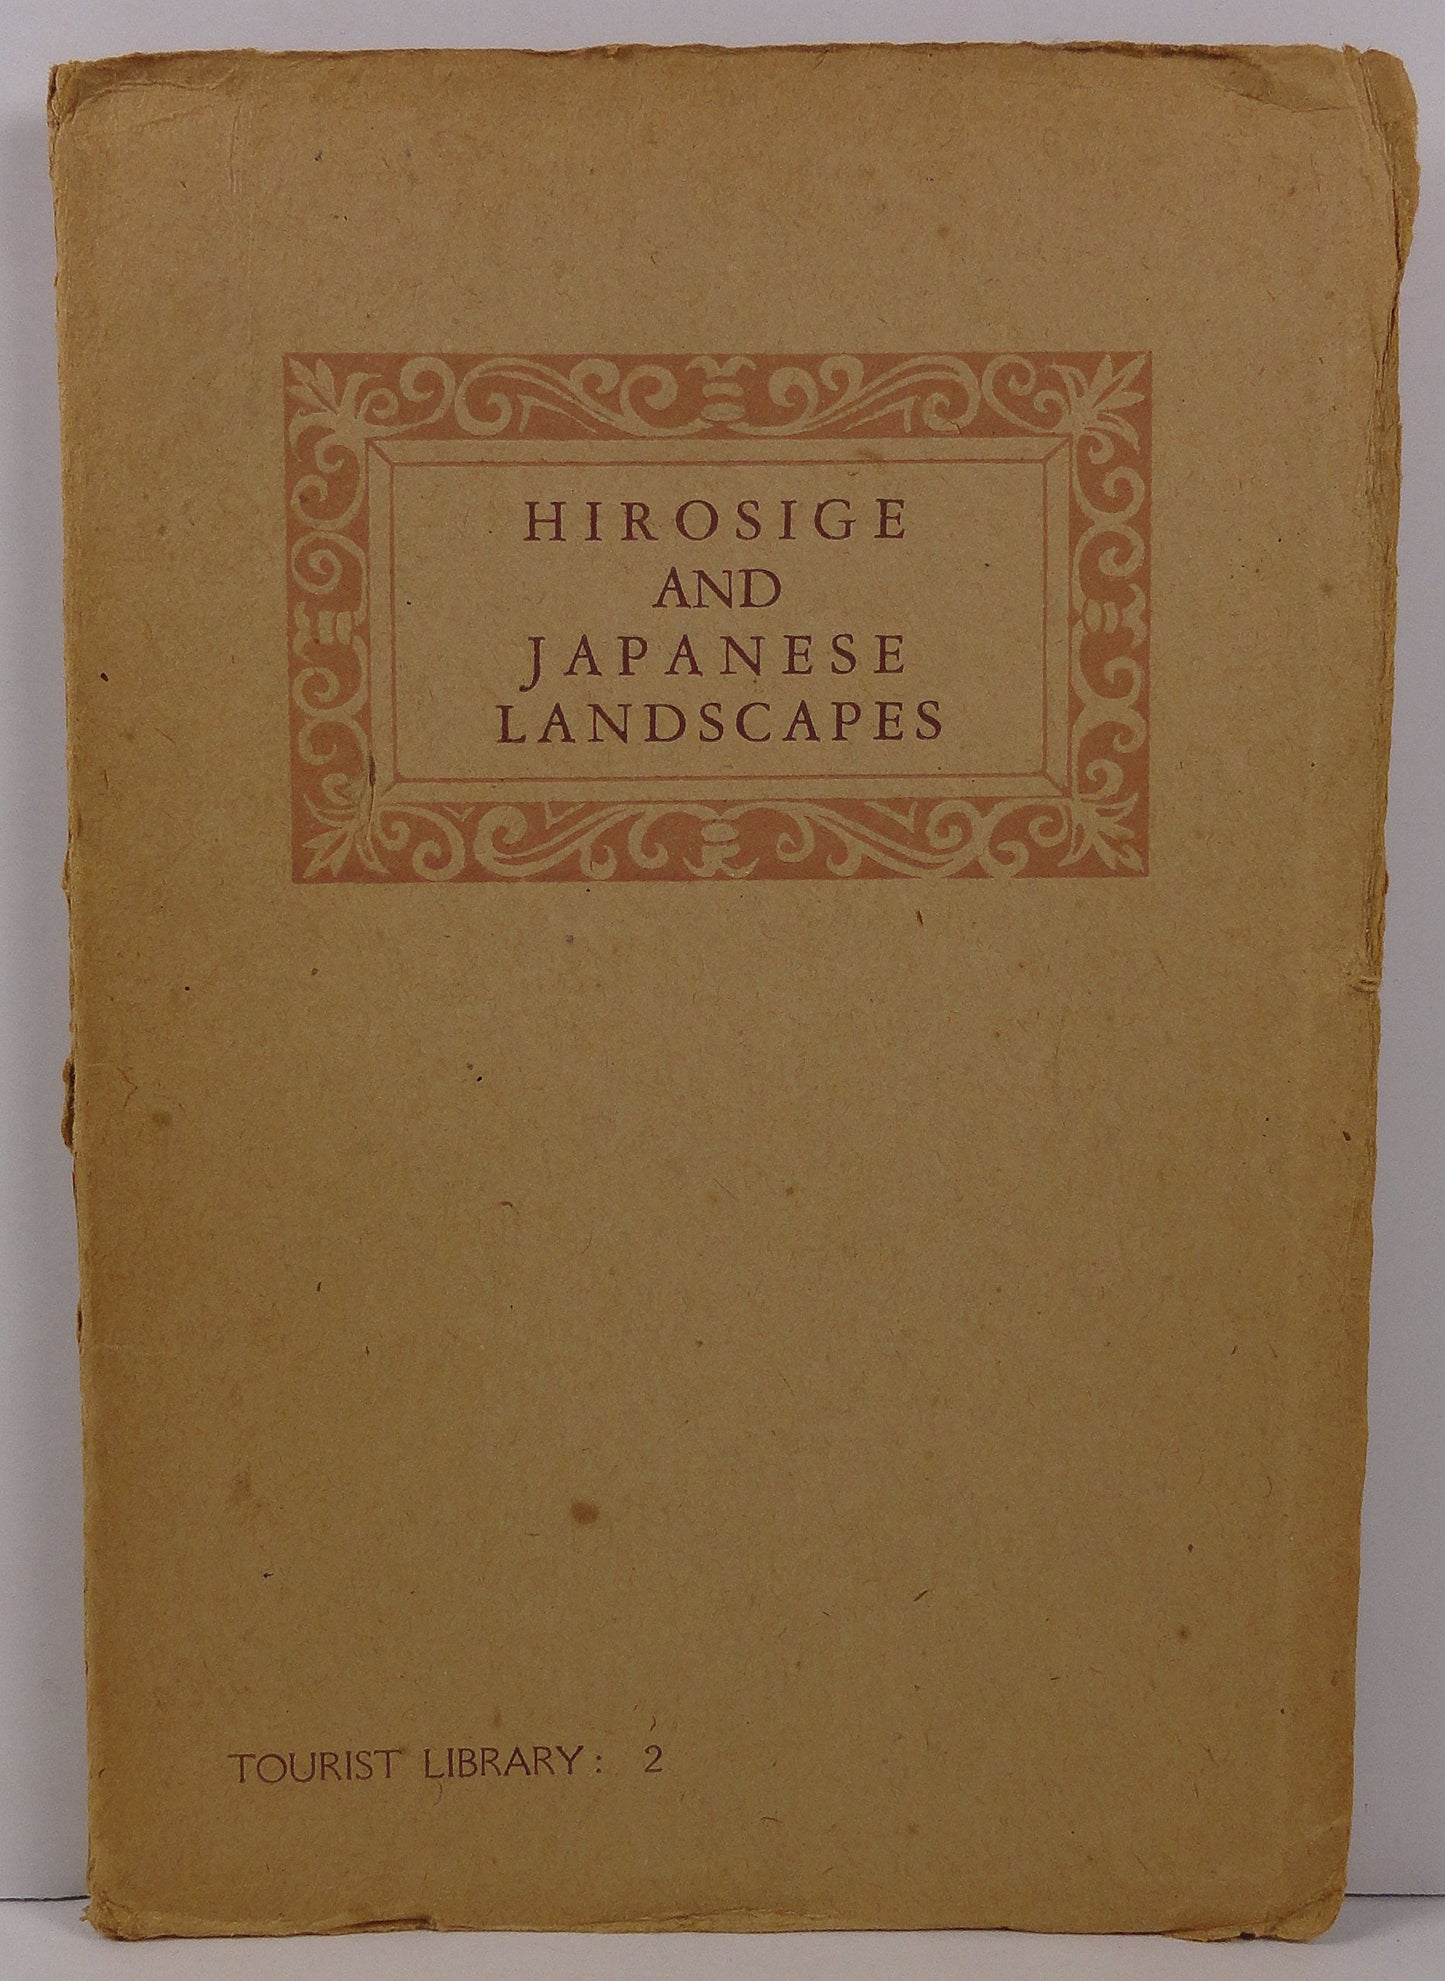 HIROSIGE
AND
JAPANESE
LANDSCAPES
TOURIST LIBRARY: 2